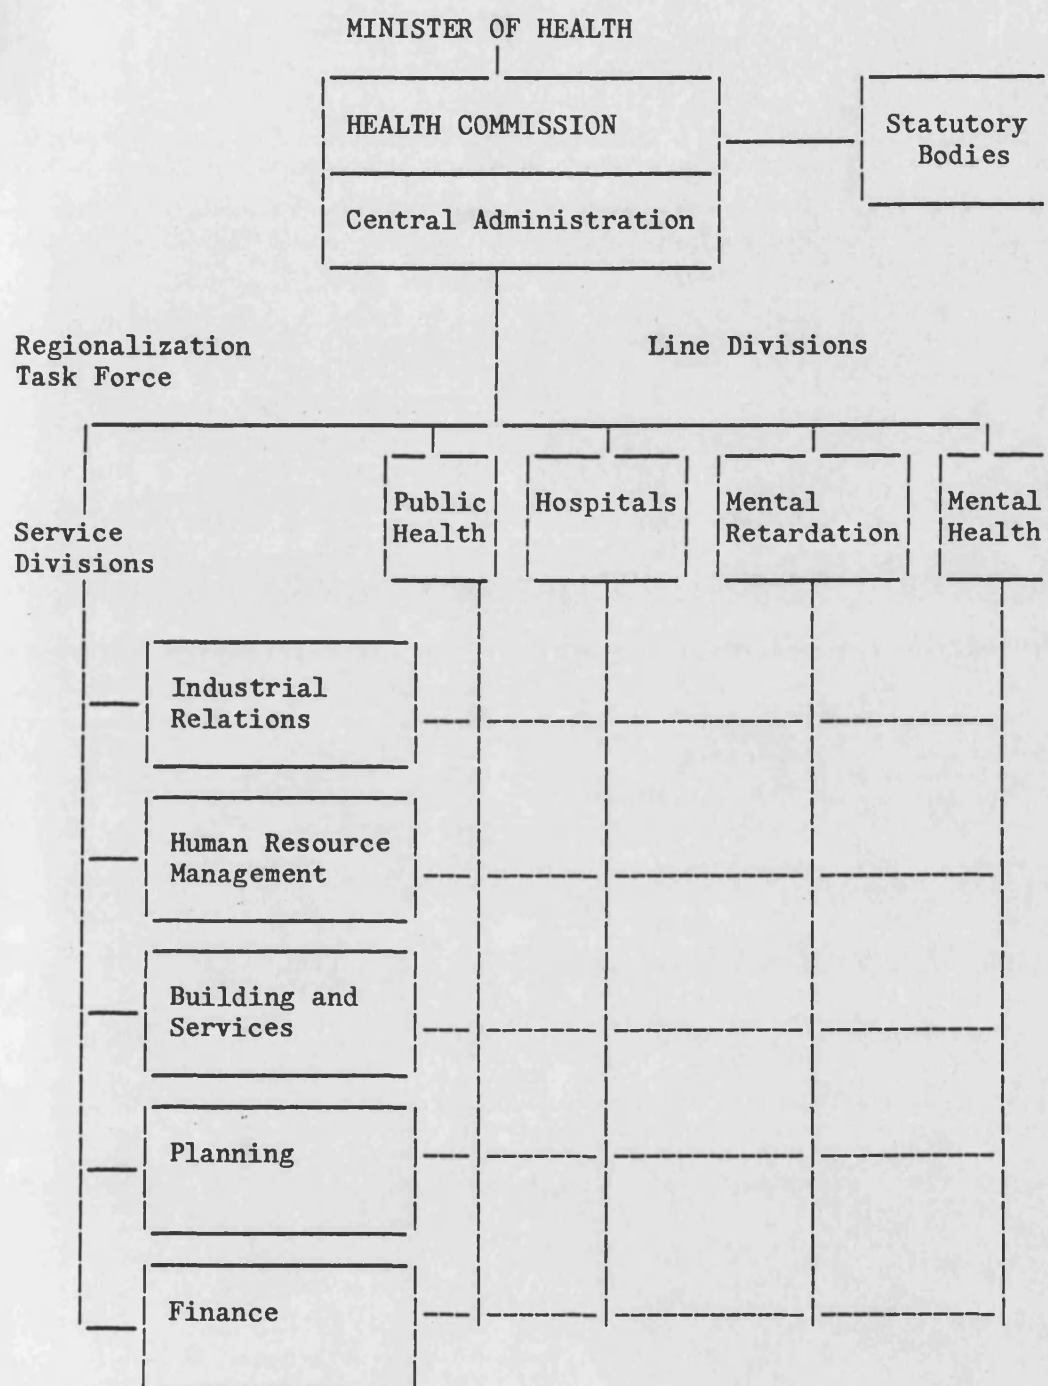 MINISTER OF HEALTH
HEALTH COMMISSION
Statutory
Bodies
Central Administration
Regionalization
Task Force
Line Divisions
Public
Health
Hospitals
Mental
Retardation
Mental
Health
Service
Divisions
Industrial
Relations
Human Resource
Management
Building and
Services
Planning
Finance